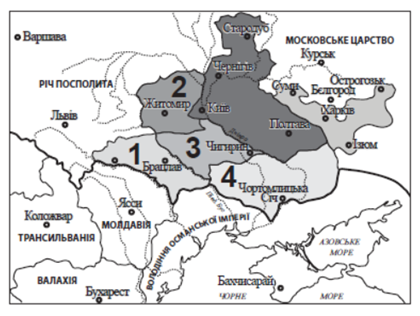 Стародуб
Варшава
МОСКОВСЬКЕ ЦАРСТВО
Курськ
Чернігів
РІЧ ПОСПОЛИТА
2
Суми
Острогозьк
Бєлгород
Житомир
Київ
Харків
Львів
Полтава
Дніпро
3
Чигирин
Ізюм
1
Брацлав
4
Чортомлицька
Січ
Ясси
Коложвар
МОЛДАВІЯ
ТРАНСИЛЬВАНІЯ
ВОЛОДІННЯ ОСМАНСЬКОЇ ІМПЕРІЇ
АЗОВСЬКЕ
МОРЕ
ВАЛАХІЯ
Бахчисарай
Бухарест
ЧОРНЕ
МОРЕ